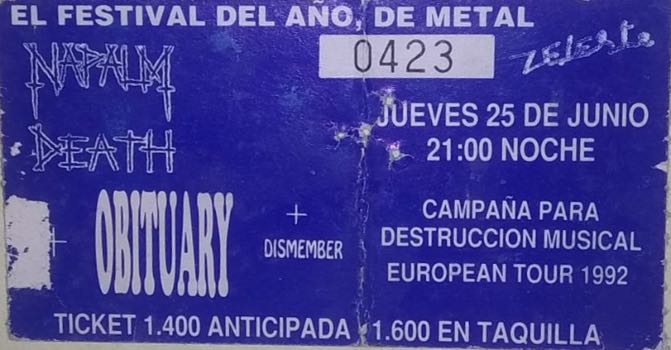 EL FESTIVAL DEL AÑO, DE METAL
0423
Zeleste
NAPALM
DEATH
JUEVES 25 DE JUNIO
21:00 NOCHE
+ OBITUARY
+
DISMEMBER
CAMPAÑA PARA
DESTRUCCION MUSICAL
EUROPEAN TOUR 1992
TICKET 1.400 ANTICIPADA 1.600 EN TAQUILLA